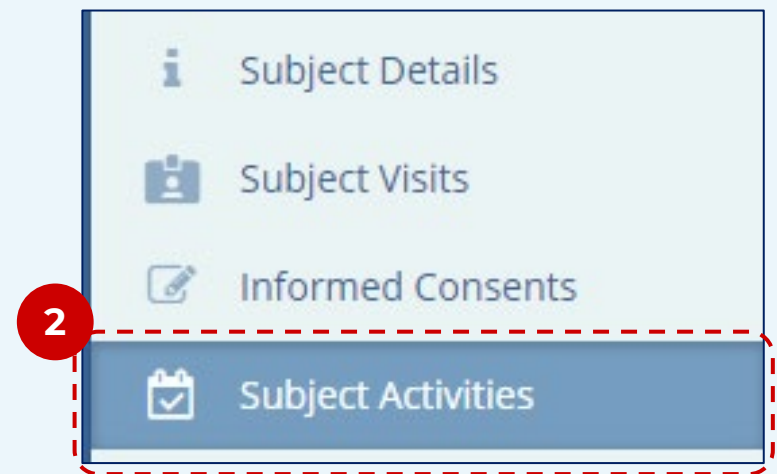 Subject Details
Subject Visits
Informed Consents
2
Subject Activities